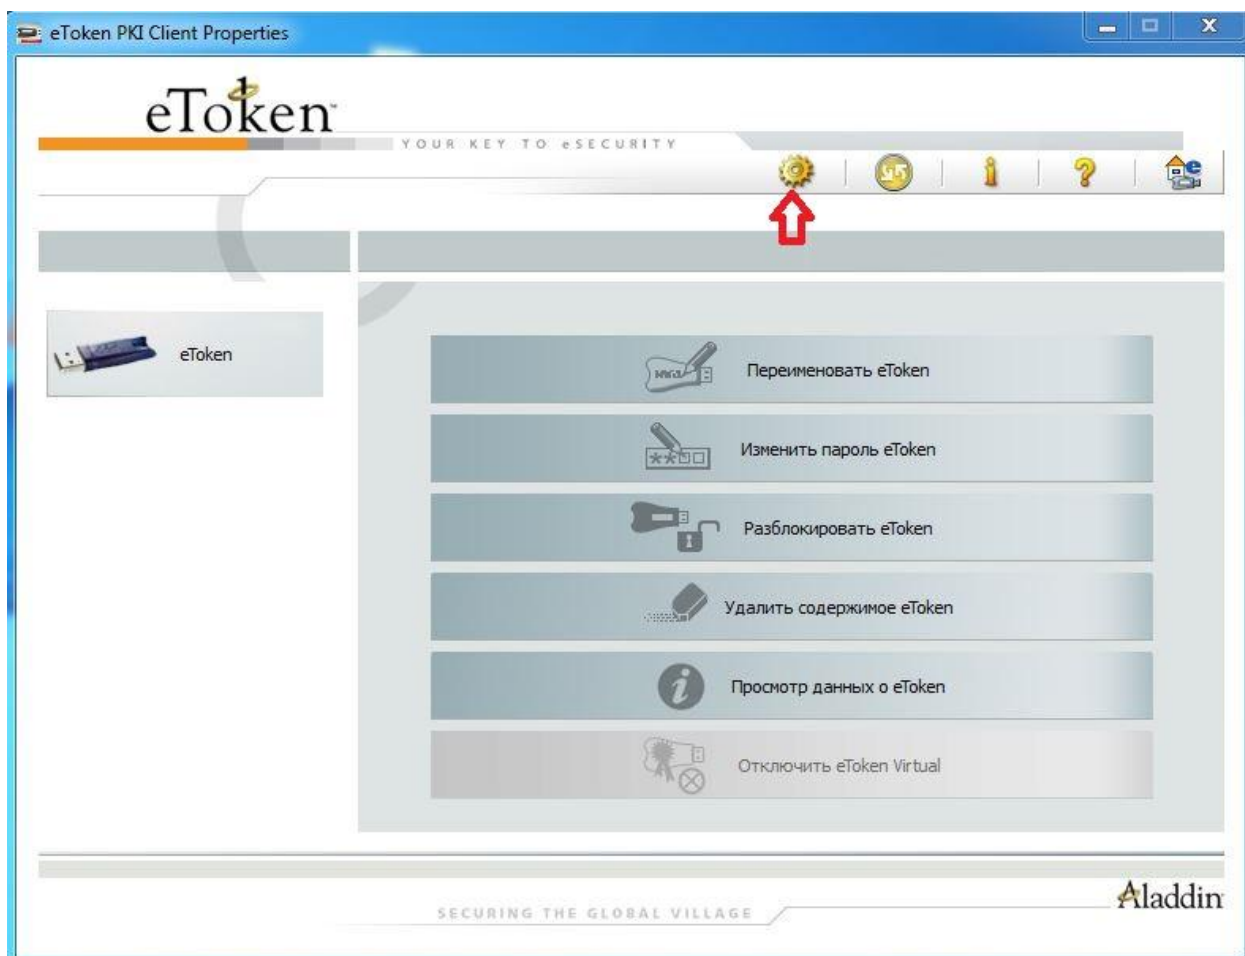 eToken PKI Client Properties
eToken
YOUR KEY TO eSECURITY
eToken
Переименовать eToken
Изменить пароль eToken
Разблокировать eToken
Удалить содержимое eToken
Просмотр данных о eToken
Отключить eToken Virtual
SECURING THE GLOBAL VILLAGE
Aladdin